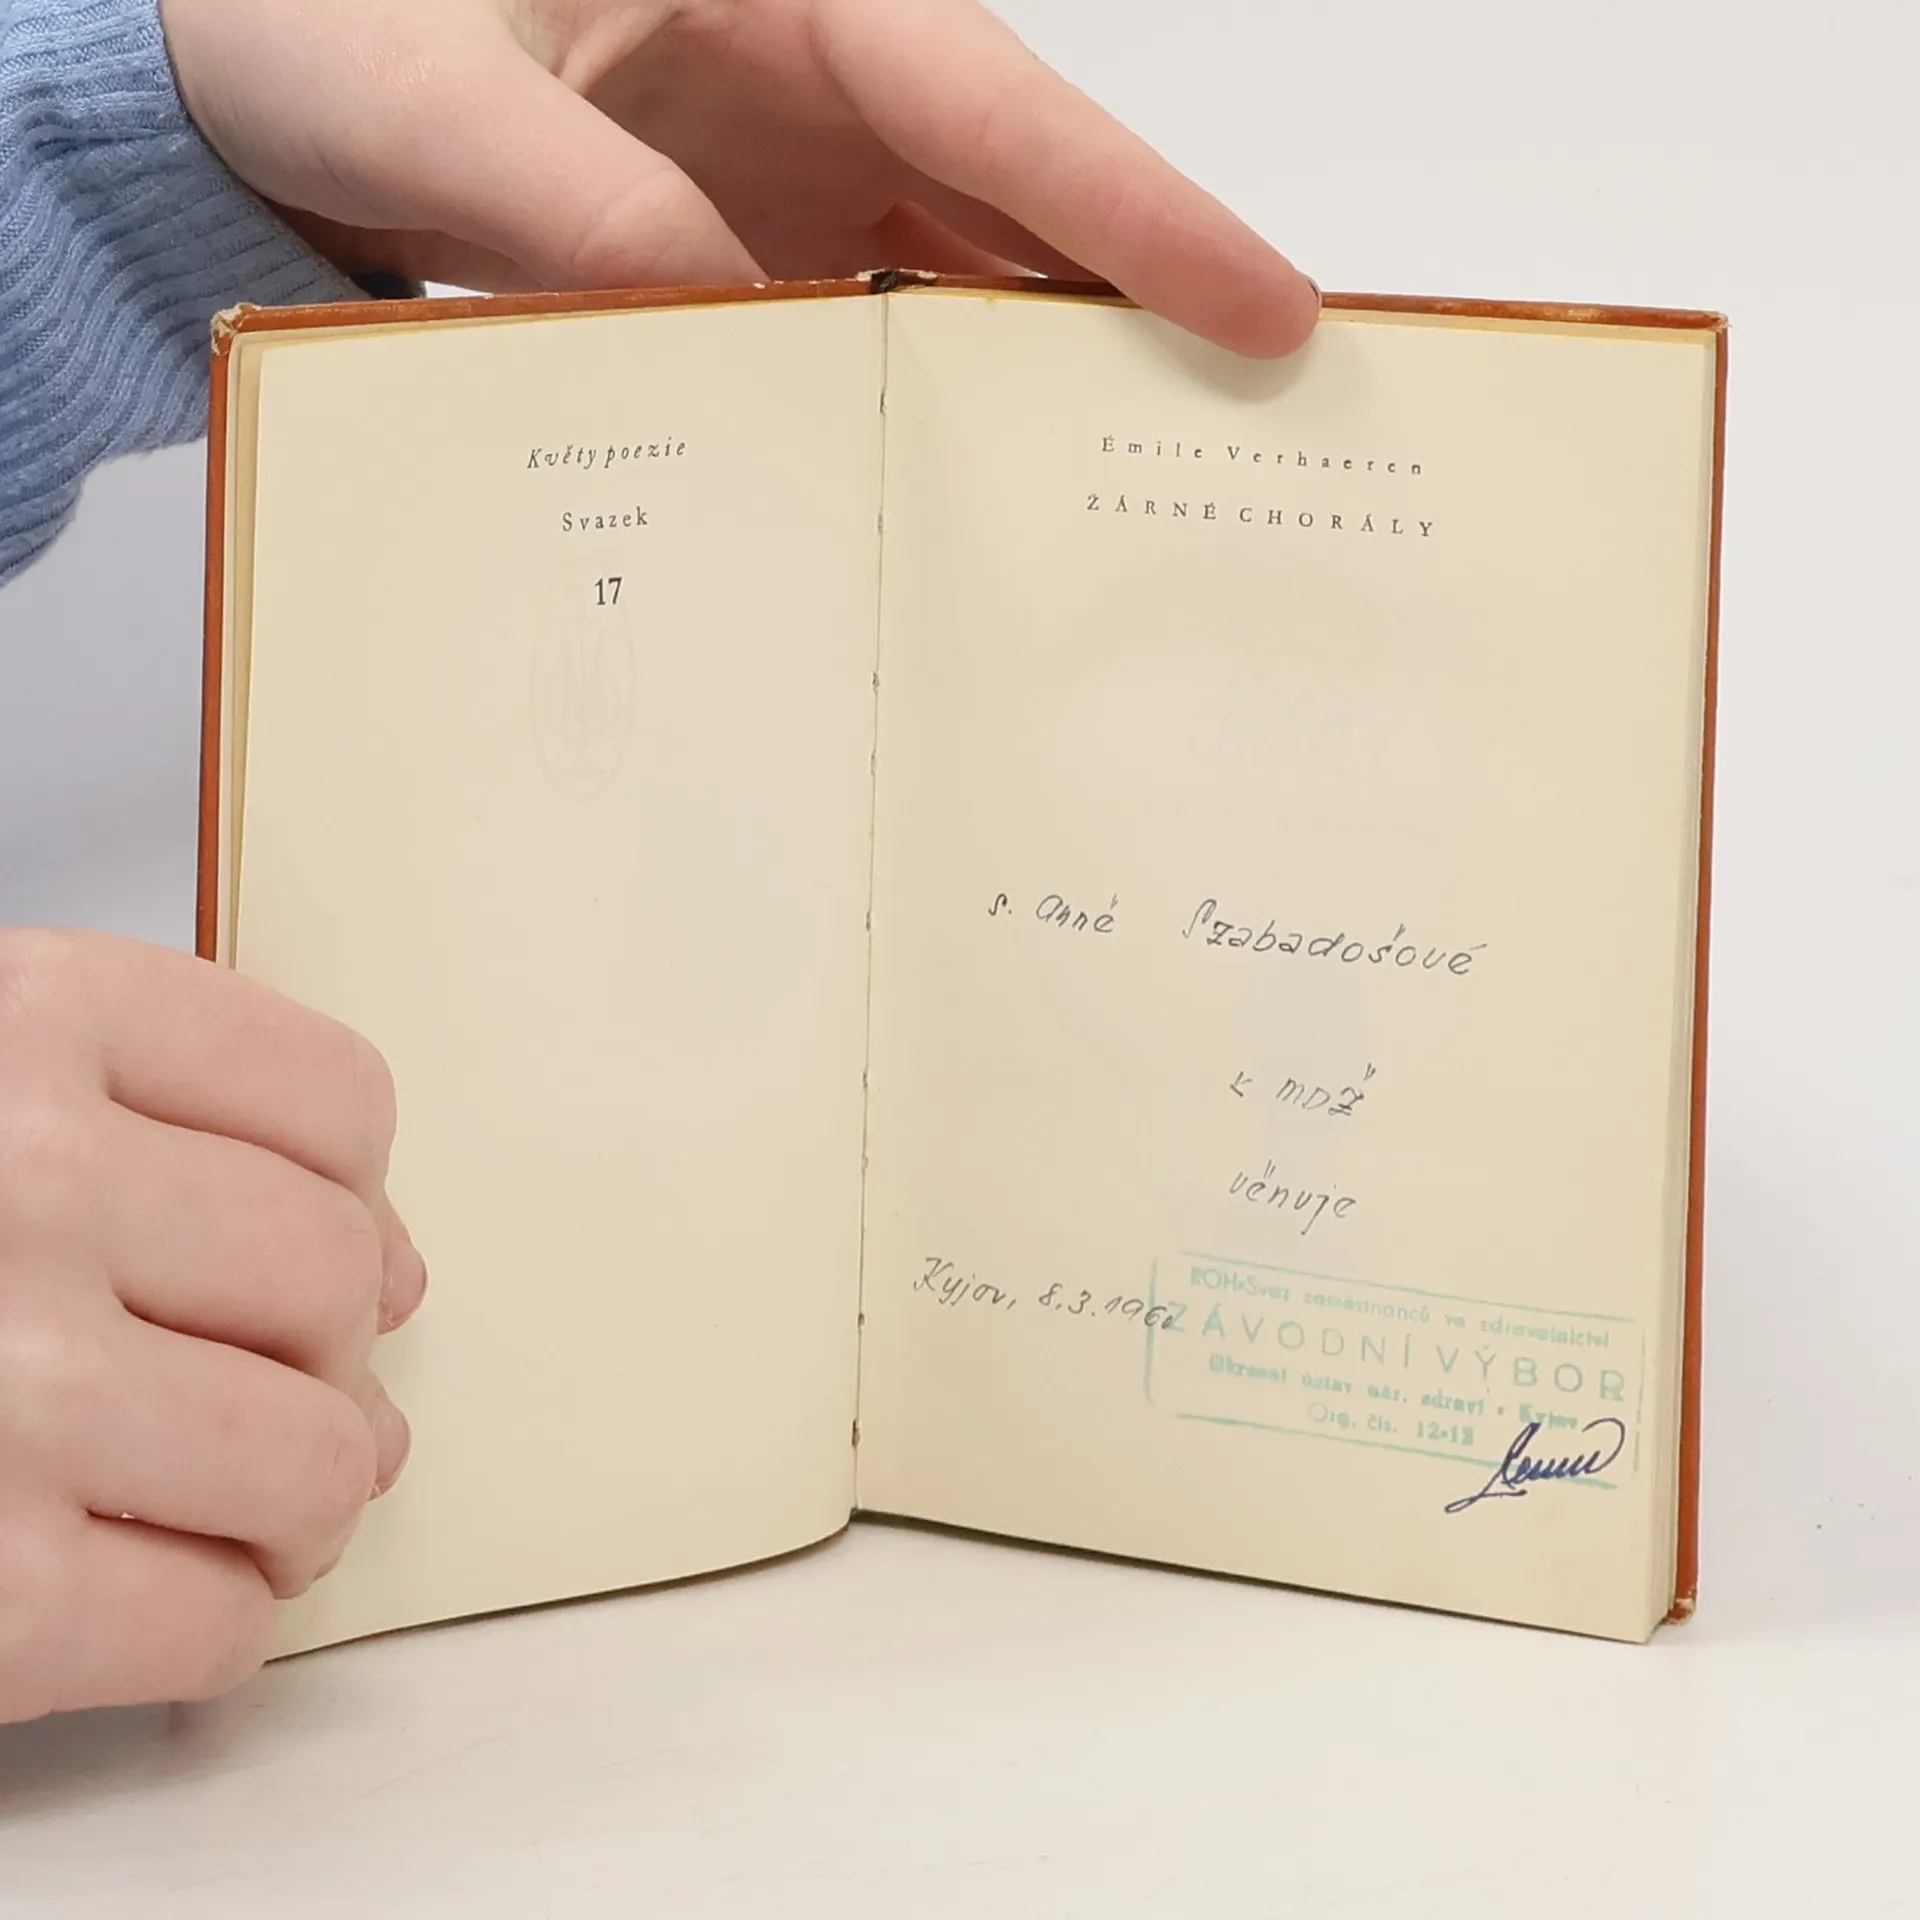 Květy poezie
Svazek
17
Émile Verhaeren
ŽÁRNÉ CHORÁLY
s. Anně Szabadošové
k MDŽ
věnuje
Kyjov, 8.3.1960
ROH-Svaz zaměstnanců ve zdravotnictví
ZÁVODNÍ VÝBOR
Okresní ústav nár. zdraví - Kyjov
Org. čís. 12-12